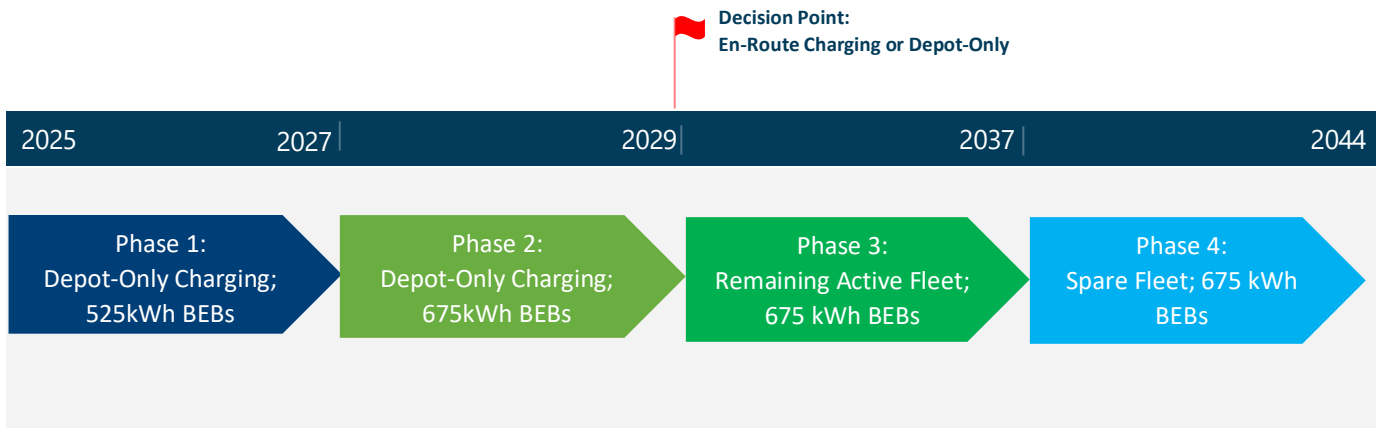 Decision Point:
En-Route Charging or Depot-Only
2025 2027 2029 2037 2044
Phase 1:
Depot-Only Charging;
525kWh BEBs
Phase 2:
Depot-Only Charging;
675kWh BEBs
Phase 3:
Remaining Active Fleet;
675 kWh BEBs
Phase 4:
Spare Fleet; 675 kWh
BEBs